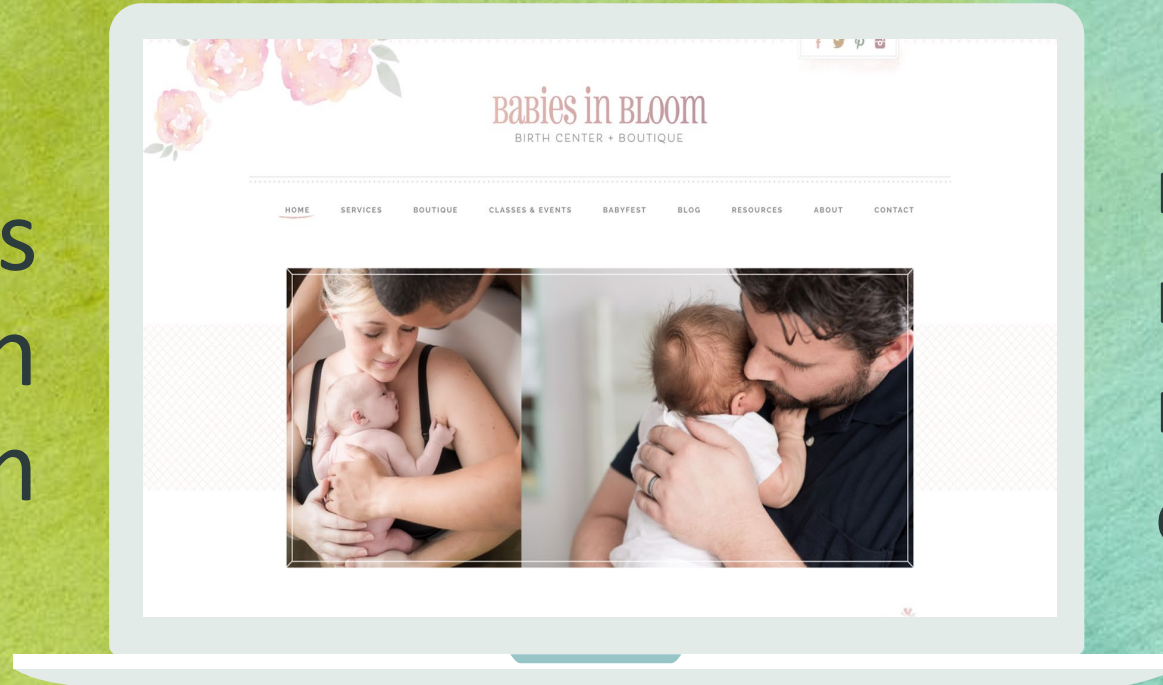 BABIES IN BLOOM
BIRTH CENTER + BOUTIQUE
HOME SERVICES BOUTIQUE CLASSES & EVENTS BABYFEST BLOG RESOURCES ABOUT CONTACT
s
n
n